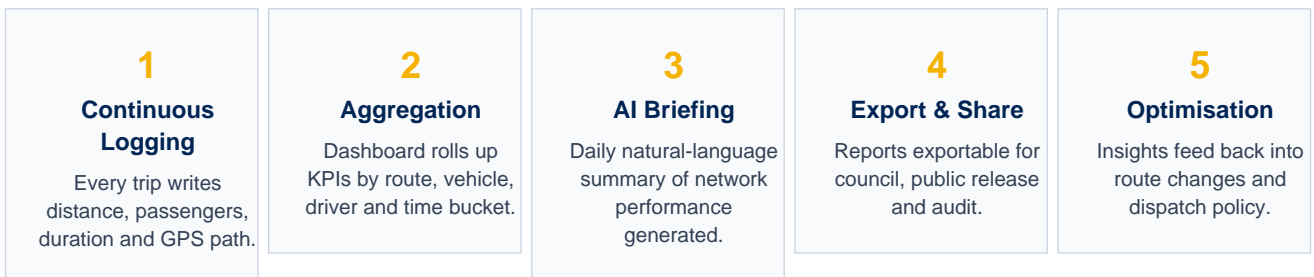 1
Continuous
Logging
Every trip writes
distance, passengers,
duration and GPS path.
2
Aggregation
Dashboard rolls up
KPIs by route, vehicle,
driver and time bucket.
3
AI Briefing
Daily natural-language
summary of network
performance
generated.
4
Export & Share
Reports exportable for
council, public release
and audit.
5
Optimisation
Insights feed back into
route changes and
dispatch policy.